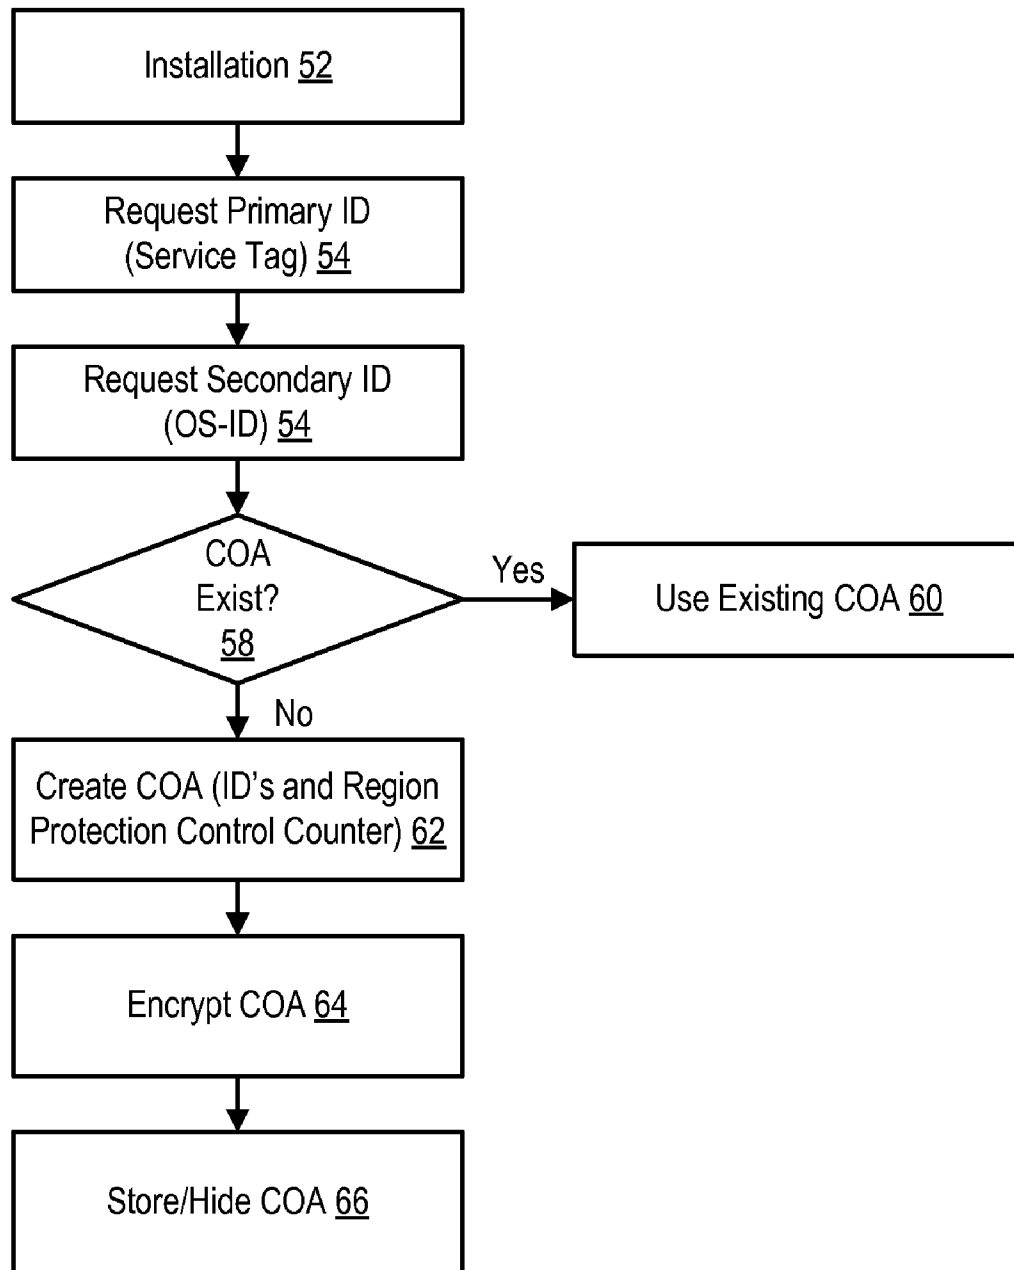 Installation 52
Request Primary ID
(Service Tag) 54
Request Secondary ID
(OS-ID) 54
COA
Exist?
58
Yes
Use Existing COA 60
No
Create COA (ID's and Region
Protection Control Counter) 62
Encrypt COA 64
Store/Hide COA 66